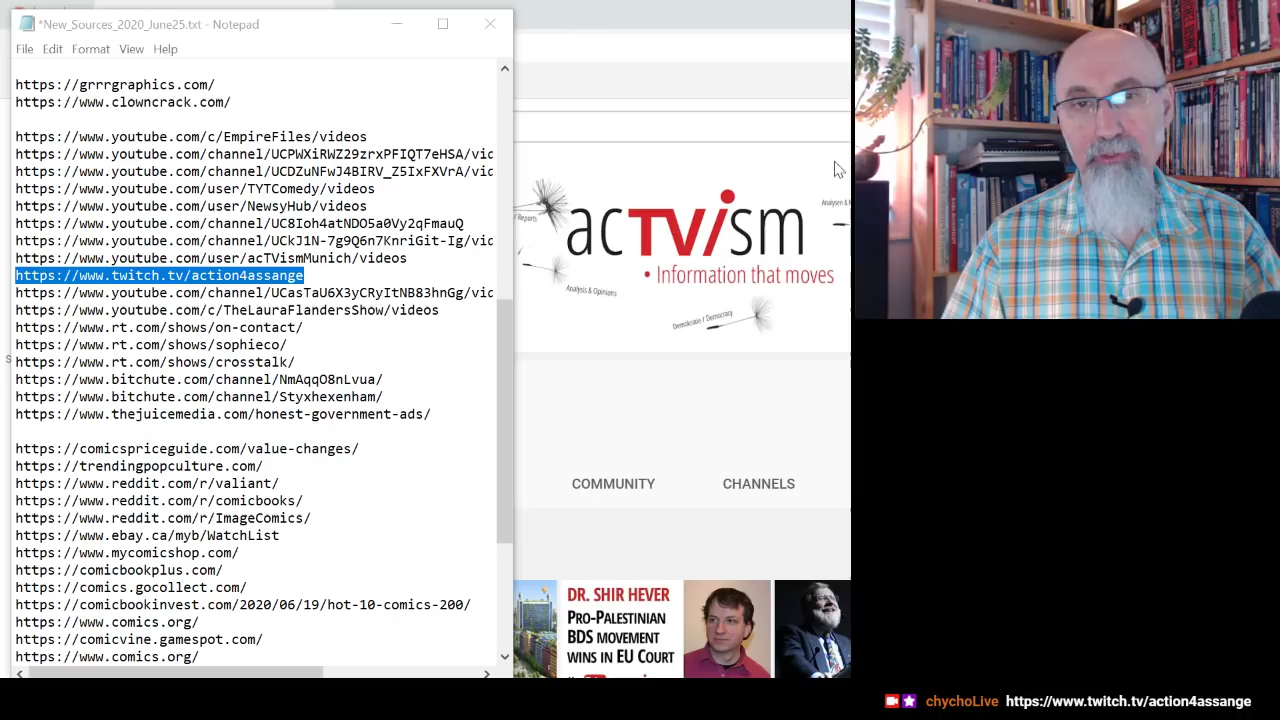 *New_Sources_2020_June25.txt - Notepad
File Edit Format View Help
https://grrrgraphics.com/
https://www.clowncrack.com/
https://www.youtube.com/c/EmpireFiles/videos
https://www.youtube.com/channel/UCPWXiRWZ29zrxPFIQT7eHSA/vid
https://www.youtube.com/channel/UCDZuNFwJ4BIRV_Z5IxFXVrA/vid
https://www.youtube.com/user/TYTComedy/videos
https://www.youtube.com/user/NewsyHub/videos
https://www.youtube.com/channel/UC8Ioh4atNDO5a0Vy2qFmauQ
https://www.youtube.com/channel/UCkJ1N-7g9Q6n7KnriGit-Ig/vid
https://www.youtube.com/user/acTVismMunich/videos
https://www.twitch.tv/action4assange
https://www.youtube.com/channel/UCasTaU6X3yCRyItNB83hnGg/vid
https://www.youtube.com/c/TheLauraFlandersShow/videos
https://www.rt.com/shows/on-contact/
https://www.rt.com/shows/sophieco/
https://www.rt.com/shows/crosstalk/
https://www.bitchute.com/channel/NmAqqO8nLvua/
https://www.bitchute.com/channel/Styxhexenham/
https://www.thejuicemedia.com/honest-government-ads/
https://comicspriceguide.com/value-changes/
https://trendingpopculture.com/
https://www.reddit.com/r/valiant/
https://www.reddit.com/r/comicbooks/
https://www.reddit.com/r/ImageComics/
https://www.ebay.ca/myb/WatchList
https://www.mycomicshop.com/
https://comicbookplus.com/
https://comics.gocollect.com/
https://comicbookinvest.com/2020/06/19/hot-10-comics-200/
https://www.comics.org/
https://comicvine.gamespot.com/
https://www.comics.org/
/ Reports
Analysen &
acTVism
• Information that moves
Analysis & Opinions
Demokratie / Democracy
COMMUNITY CHANNELS
DR. SHIR HEVER
PRO-PALESTINIAN
BDS MOVEMENT
WINS IN EU COURT
chychoLive https://www.twitch.tv/action4assange